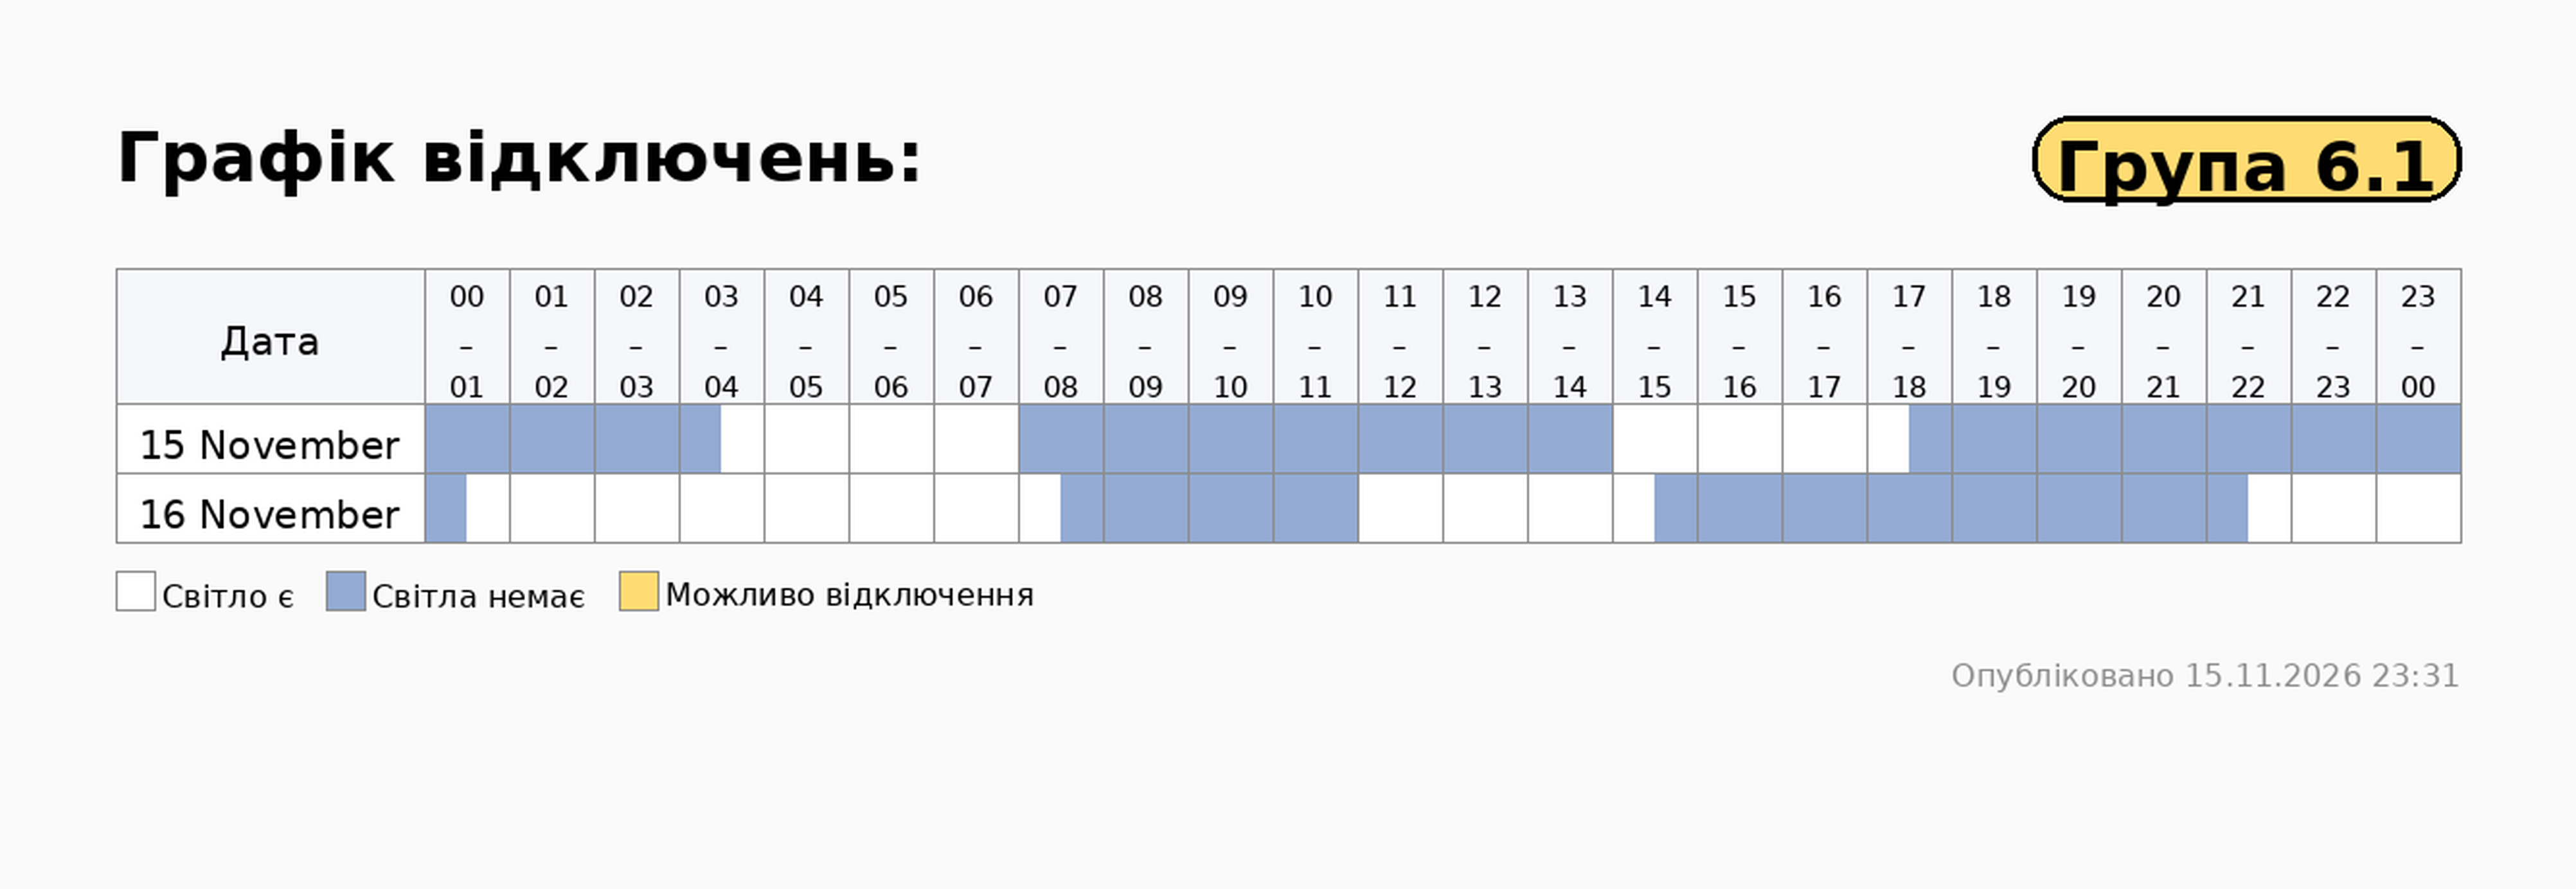 Графік відключень:
Група 6.1
Дата
00 – 01
01 – 02
02 – 03
03 – 04
04 – 05
05 – 06
06 – 07
07 – 08
08 – 09
09 – 10
10 – 11
11 – 12
12 – 13
13 – 14
14 – 15
15 – 16
16 – 17
17 – 18
18 – 19
19 – 20
20 – 21
21 – 22
22 – 23
23 – 00
15 November
16 November
Світло є
Світла немає
Можливо відключення
Опубліковано 15.11.2026 23:31